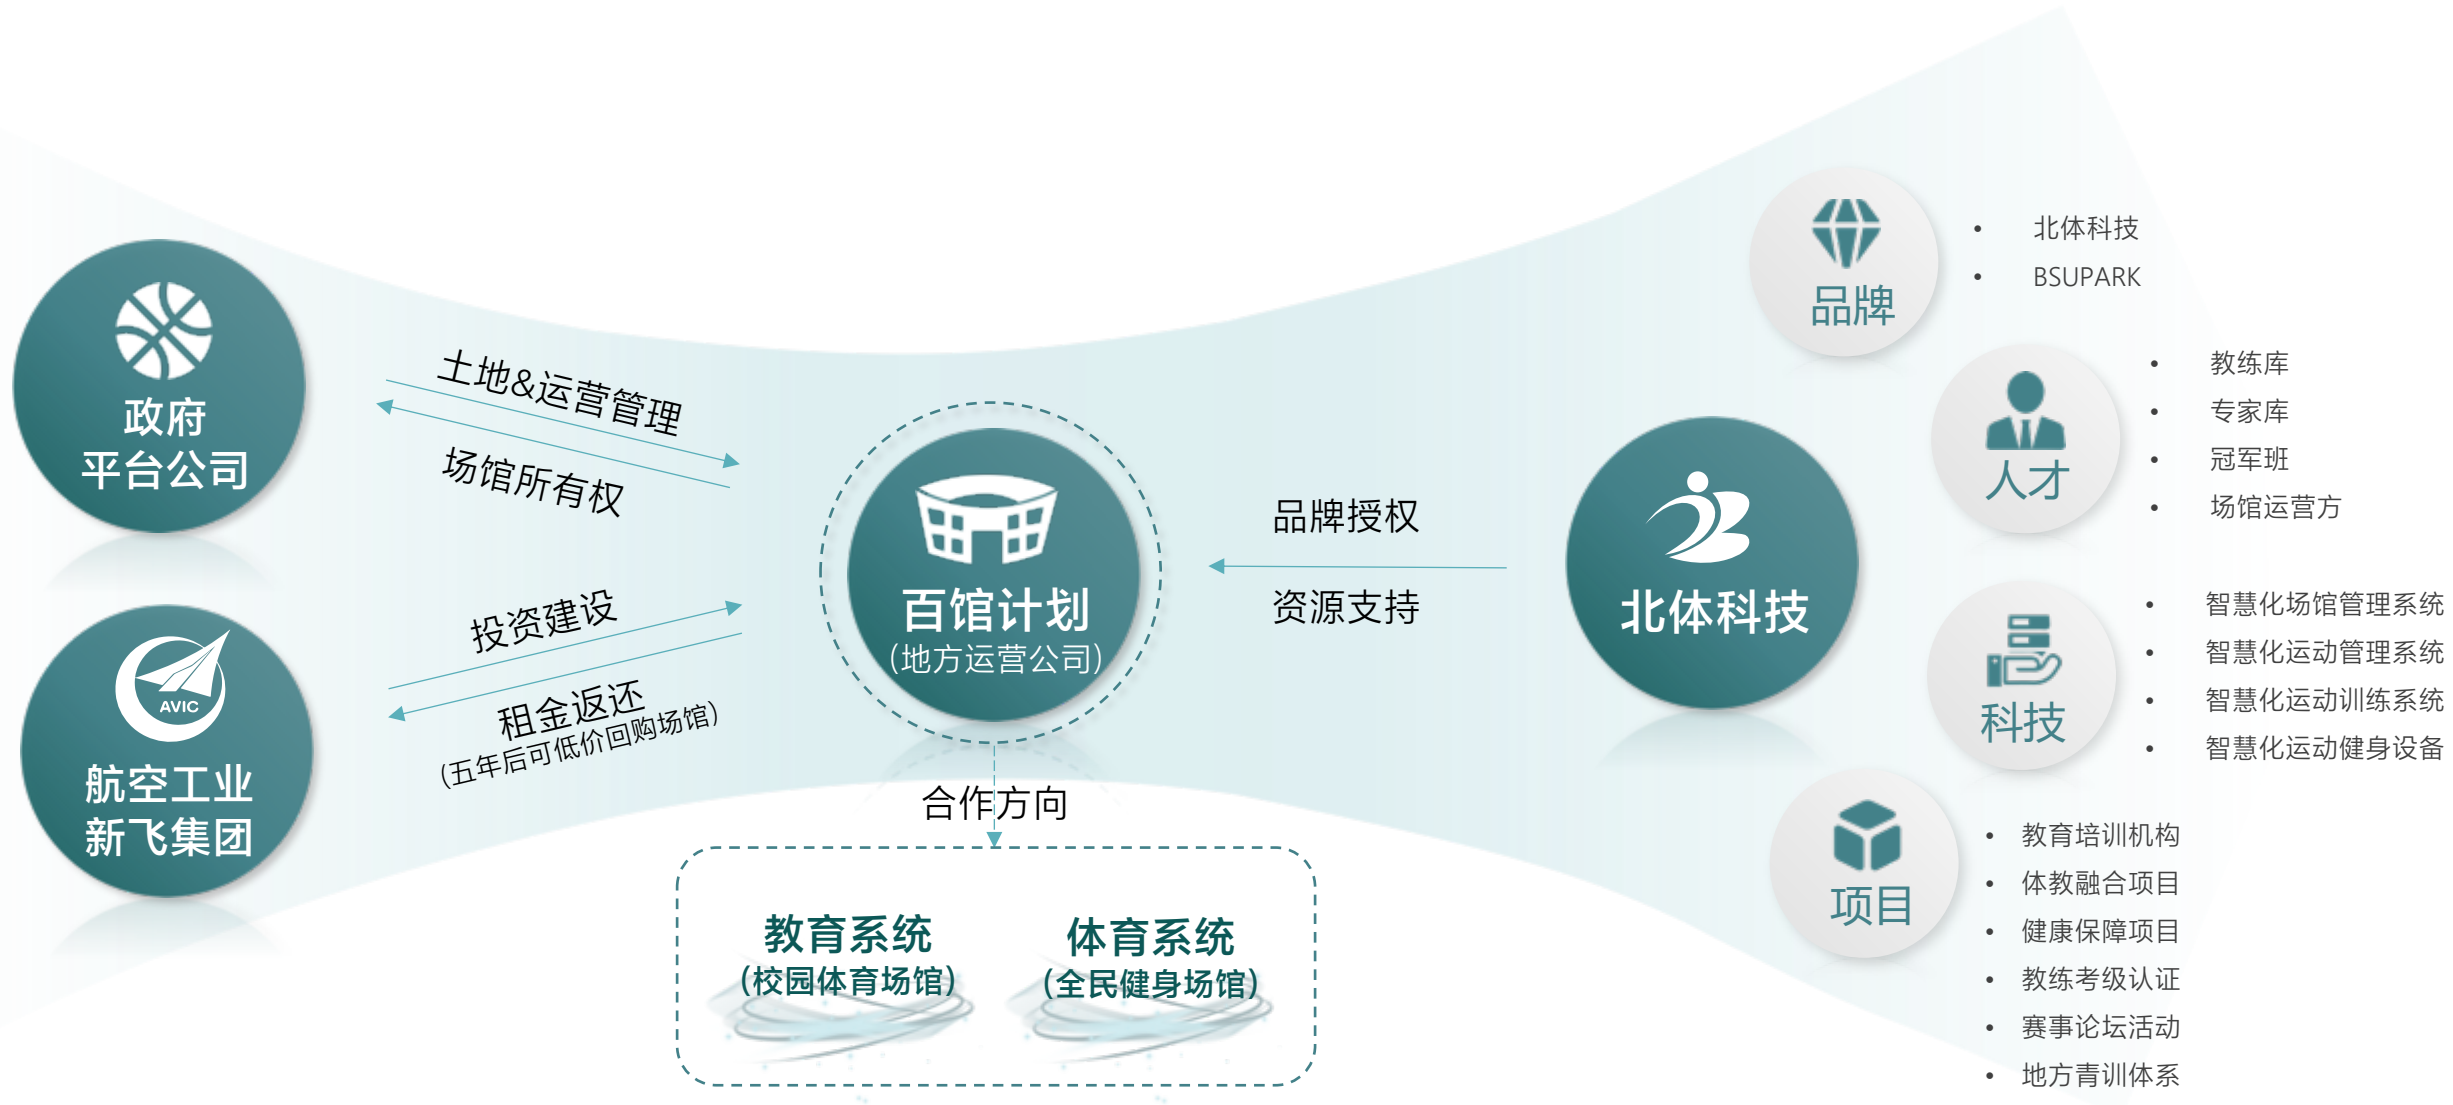 政府
平台公司
土地&运营管理
场馆所有权
AVIC
航空工业
新飞集团
投资建设
租金返还
(五年后可低价回购场馆)
百馆计划
(地方运营公司)
合作方向
教育系统
(校园体育场馆)
体育系统
(全民健身场馆)
品牌授权
资源支持
北体科技
品牌
• 北体科技
• BSUPARK
人才
• 教练库
• 专家库
• 冠军班
• 场馆运营方
科技
• 智慧化场馆管理系统
• 智慧化运动管理系统
• 智慧化运动训练系统
• 智慧化运动健身设备
项目
• 教育培训机构
• 体教融合项目
• 健康保障项目
• 教练考级认证
• 赛事论坛活动
• 地方青训体系